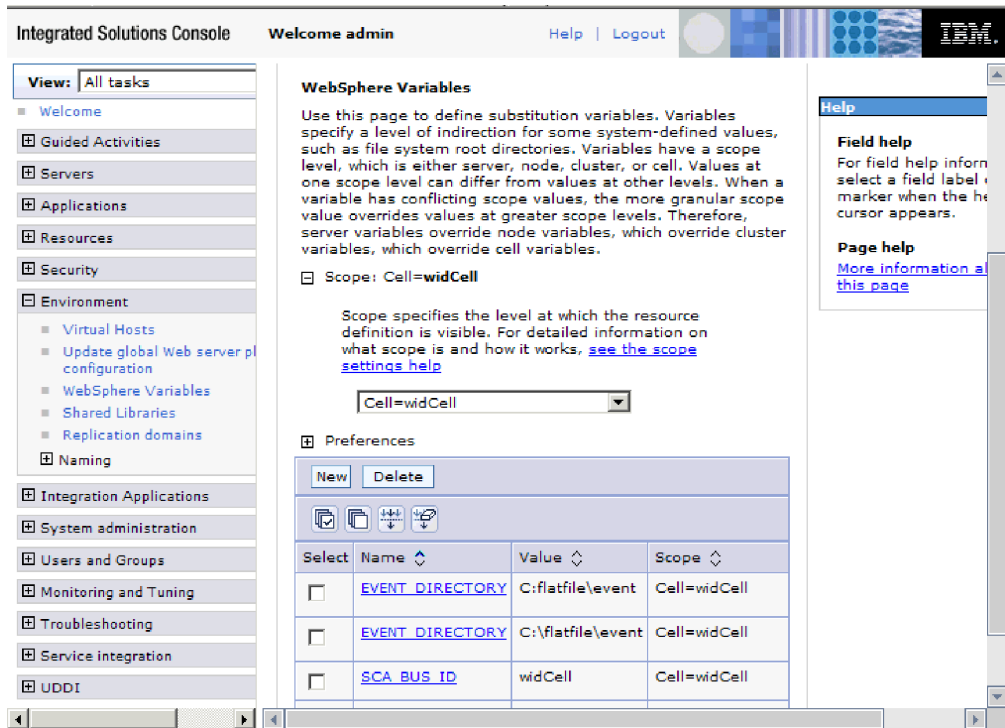 Integrated Solutions Console Welcome admin Help | Logout IBM.
View: All tasks
Welcome
Guided Activities
Servers
Applications
Resources
Security
Environment
Virtual Hosts
Update global Web server pl
configuration
WebSphere Variables
Shared Libraries
Replication domains
Naming
Integration Applications
System administration
Users and Groups
Monitoring and Tuning
Troubleshooting
Service integration
UDDI
WebSphere Variables
Use this page to define substitution variables. Variables
specify a level of indirection for some system-defined values,
such as file system root directories. Variables have a scope
level, which is either server, node, cluster, or cell. Values at
one scope level can differ from values at other levels. When a
variable has conflicting scope values, the more granular scope
value overrides values at greater scope levels. Therefore,
server variables override node variables, which override cluster
variables, which override cell variables.
Scope: Cell=widCell
Scope specifies the level at which the resource
definition is visible. For detailed information on
what scope is and how it works, see the scope
settings help
Cell=widCell
Preferences
New Delete
Select Name Value Scope
EVENT_DIRECTORY C:flatfile\event Cell=widCell
EVENT_DIRECTORY C:\flatfile\event Cell=widCell
SCA_BUS_ID widCell Cell=widCell
Help
Field help
For field help inform
select a field label
marker when the he
cursor appears.
Page help
More information al
this page